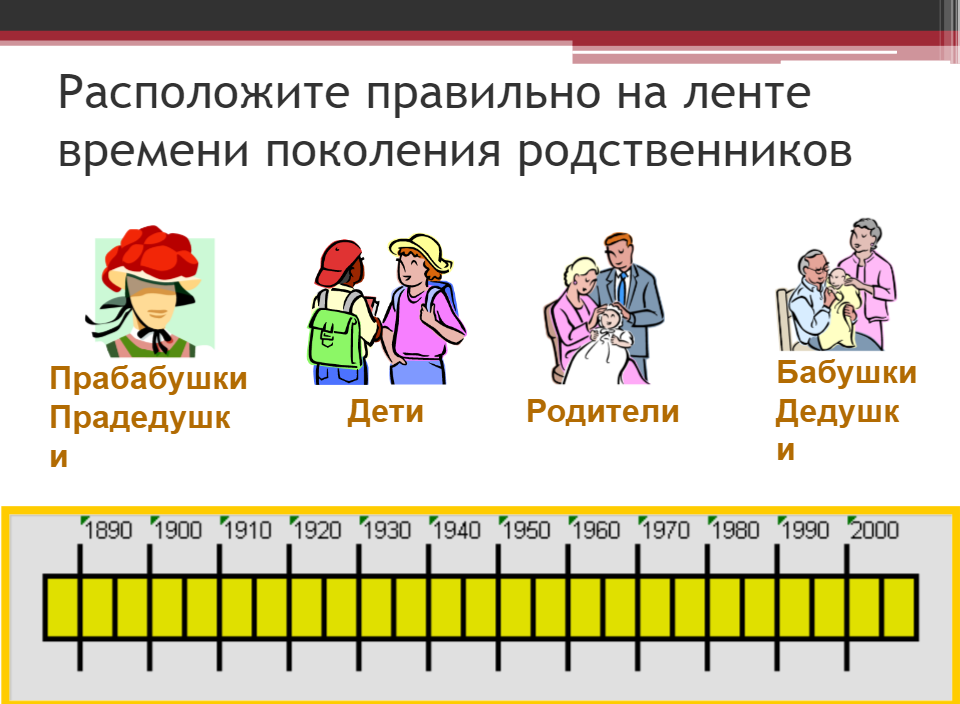 Расположите правильно на ленте
времени поколения родственников
Прабабушки
Прадедушк
и
Дети
Родители
Бабушки
Дедушк
и
1890 1900 1910 1920 1930 1940 1950 1960 1970 1980 1990 2000